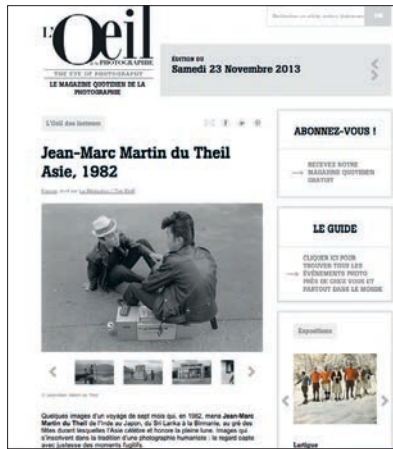 L'Oeil
de la PHOTOGRAPHIE
THE EYE OF PHOTOGRAPHY
LE MAGAZINE QUOTIDIEN DE LA
PHOTOGRAPHIE
OK
ÉDITION DU
Samedi 23 Novembre 2013
L'Oeil des lecteurs
Jean-Marc Martin du Theil
Asie, 1982
ABONNEZ-VOUS !
RECEVEZ NOTRE
MAGAZINE QUOTIDIEN
GRATUIT
LE GUIDE
CLIQUER ICI POUR
TROUVER TOUS LES
ÉVÉNEMENTS PHOTO
PRÈS DE CHEZ VOUS ET
PARTOUT DANS LE MONDE
Expositions
Lartigue
Quelques images d'un voyage de sept mois qui, en 1982, mena Jean-Marc
Martin du Theil de l'Inde au Japon, du Sri Lanka à la Birmanie, au gré des
fêtes durant lesquelles l'Asie célèbre et honore la pleine lune. Images qui
s'inscrivent dans la tradition d'une photographie humaniste : le regard capte
avec justesse des moments fugitifs.